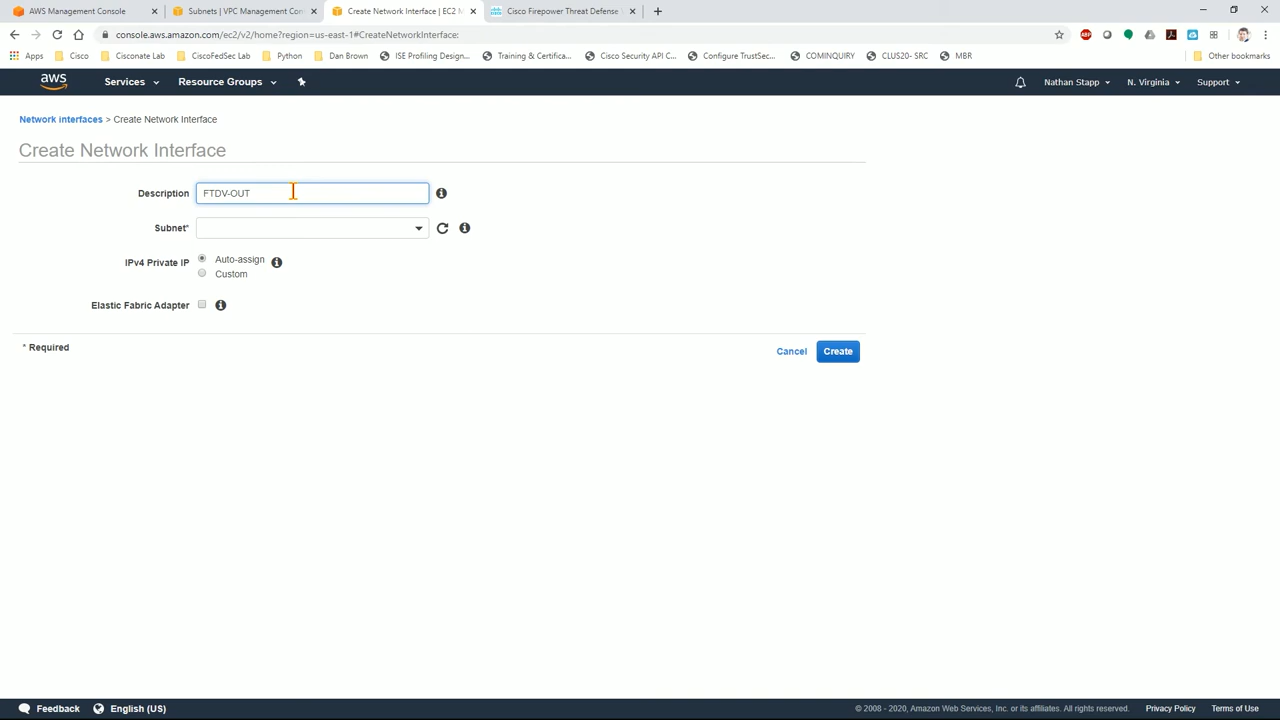 AWS Management Console
Subnets | VPC Management Con
Create Network Interface | EC2 M
Cisco Firepower Threat Defense
console.aws.amazon.com/ec2/v2/home?region=us-east-1#CreateNetworkInterface:
ABP
Apps
Cisco
Cisconate Lab
CiscoFedSec Lab
Python
Dan Brown
ISE Profiling Design...
Training & Certifica...
Cisco Security API C...
Configure TrustSec...
COMINQUIRY
CLUS20- SRC
MBR
Other bookmarks
aws
Services
Resource Groups
Nathan Stapp
N. Virginia
Support
Network interfaces > Create Network Interface
Create Network Interface
Description
FTDV-OUT
Subnet*
IPv4 Private IP
Auto-assign
Custom
Elastic Fabric Adapter
* Required
Cancel
Create
Feedback
English (US)
© 2008 - 2020, Amazon Web Services, Inc. or its affiliates. All rights reserved.
Privacy Policy
Terms of Use